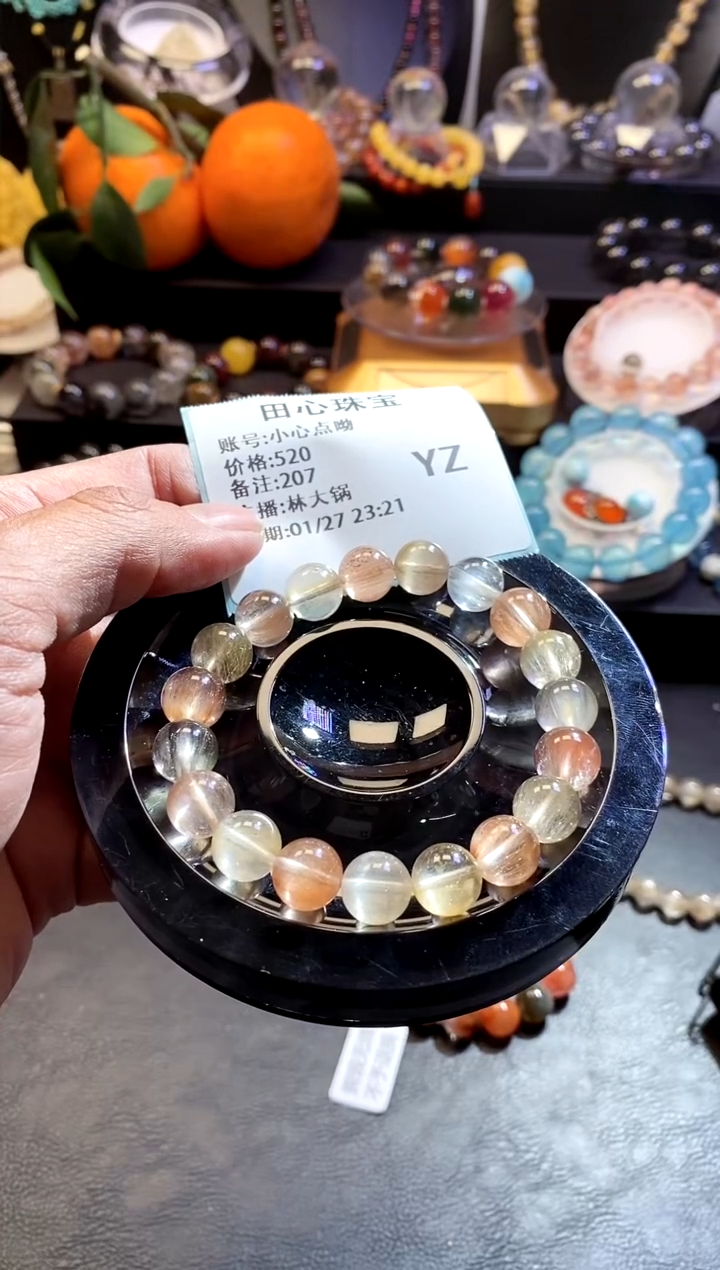 田心珠宝
账号:小心点呦
价格:520
YZ
备注:207
播:林大锅
期:01/27 23:21